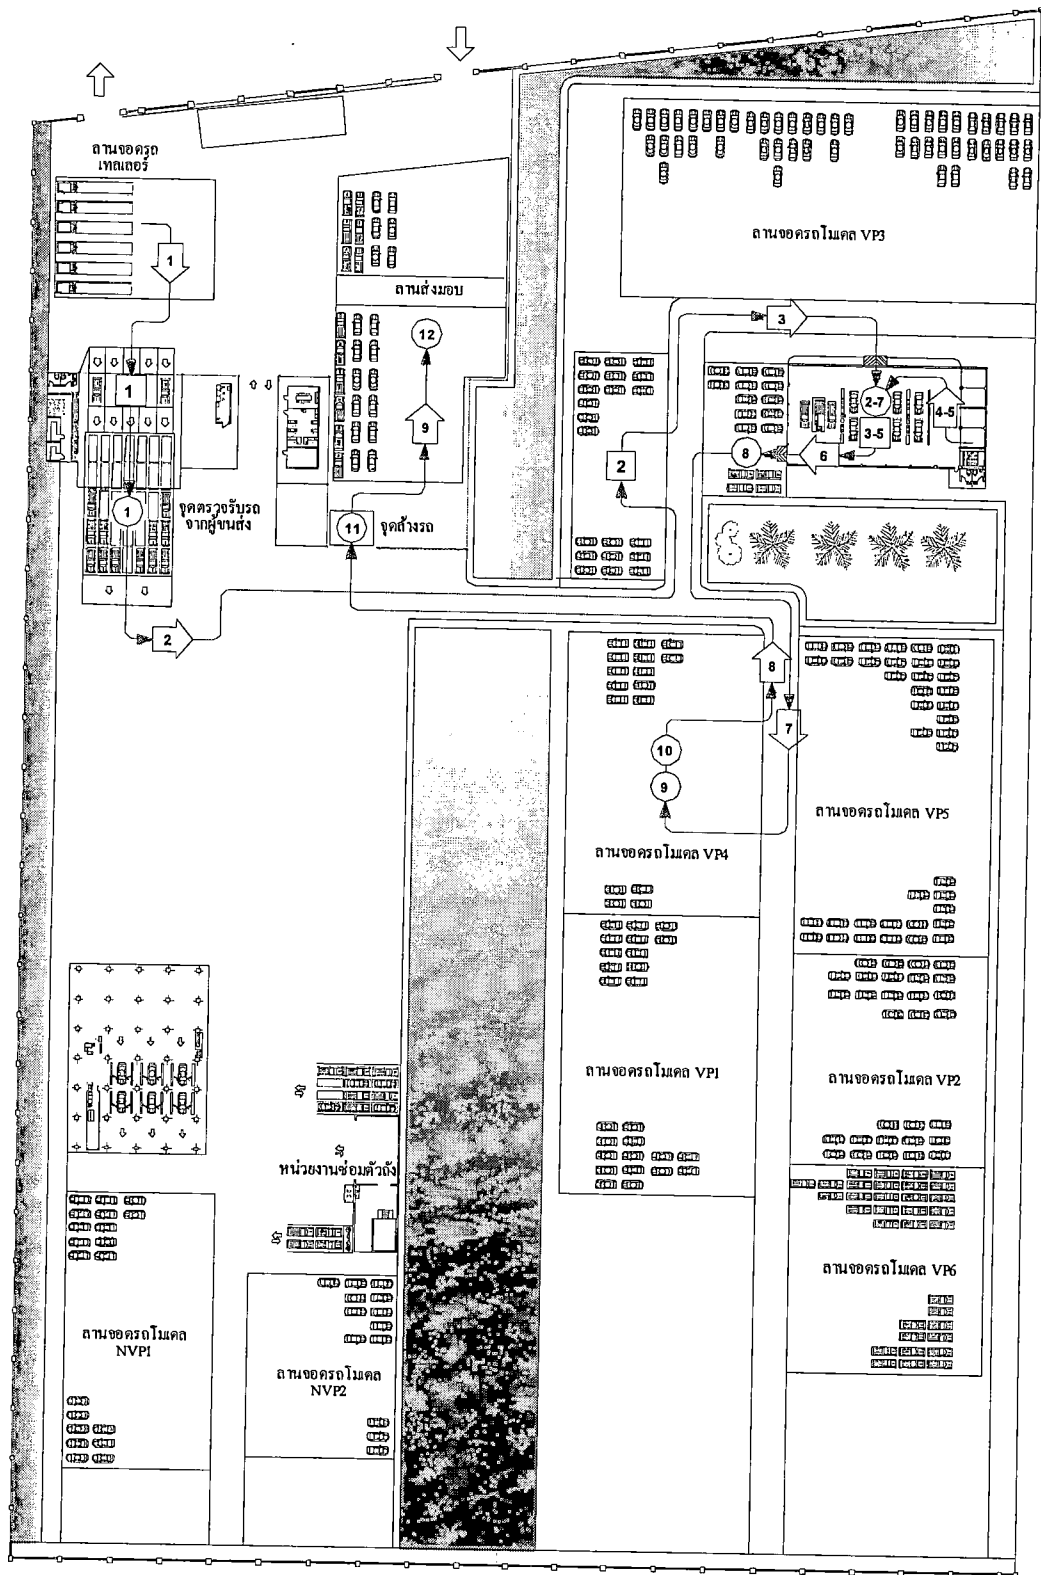 ลานจอดรถ
เทลเลอร์
1
ลานจอดรถโมเดล VP3
ลานส่งมอบ
12
3
1
9
2-7
4-5
3-5
8
6
2
1
จุดตรวจรับรถ
จากผู้ขนส่ง
11
จุดล้างรถ
2
8
7
10
9
ลานจอดรถโมเดล VP5
ลานจอดรถโมเดล VP4
ลานจอดรถโมเดล VP1
ลานจอดรถโมเดล VP2
หน่วยงานซ่อมตัวถัง
ลานจอดรถโมเดล VP6
ลานจอดรถโมเดล
NVP1
ลานจอดรถโมเดล
NVP2